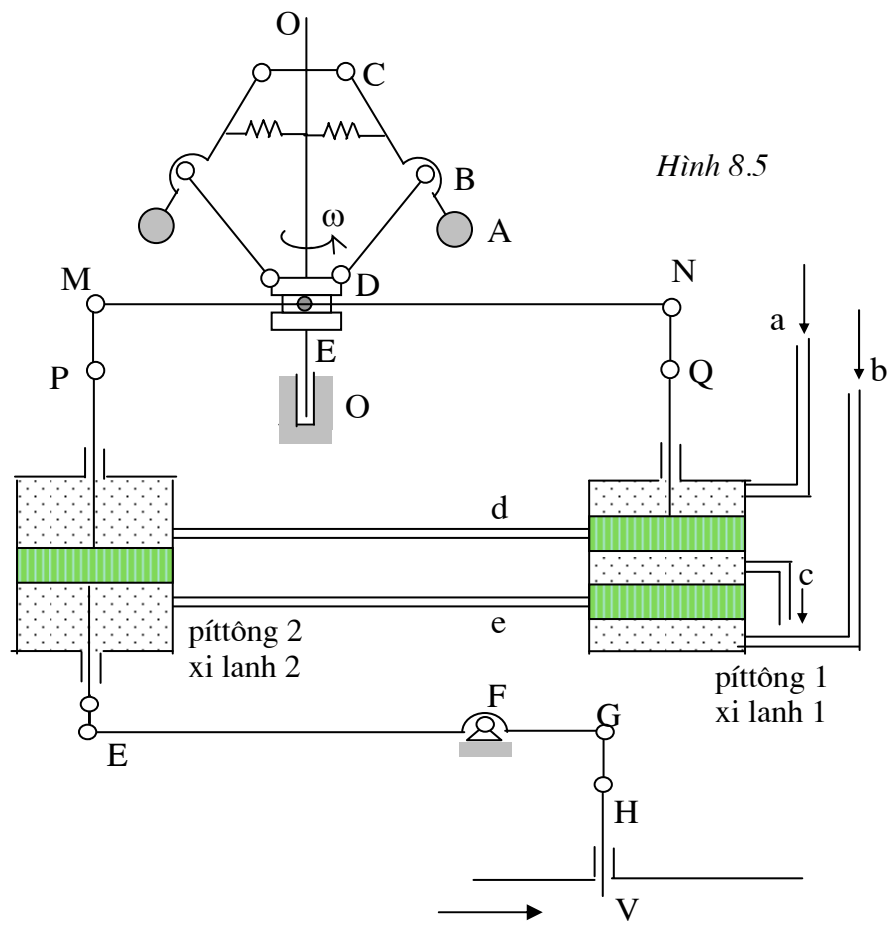 O
C
Hình 8.5
B
ω
A
M
D
N
a
E
P
Q
b
O
d
c
e
píttông 2
xi lanh 2
píttông 1
xi lanh 1
F
G
E
H
V